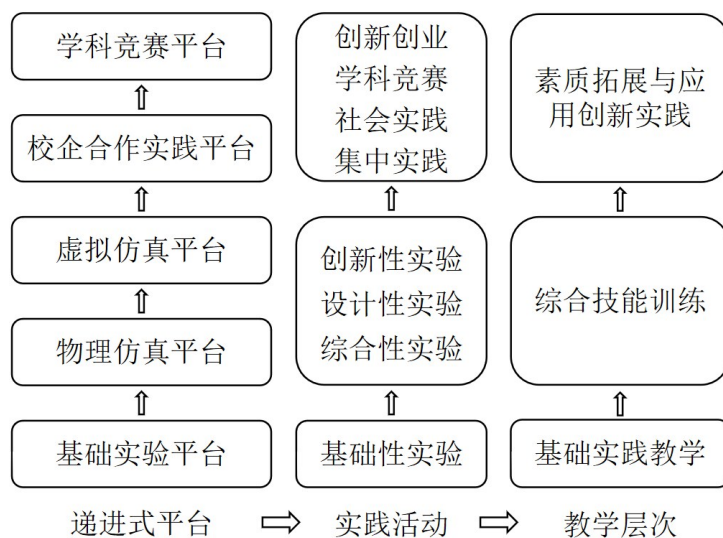 学科竞赛平台
校企合作实践平台
虚拟仿真平台
物理仿真平台
基础实验平台
递进式平台
创新创业
学科竞赛
社会实践
集中实践
创新性实验
设计性实验
综合性实验
基础性实验
实践活动
素质拓展与应
用创新实践
综合技能训练
基础实践教学
教学层次